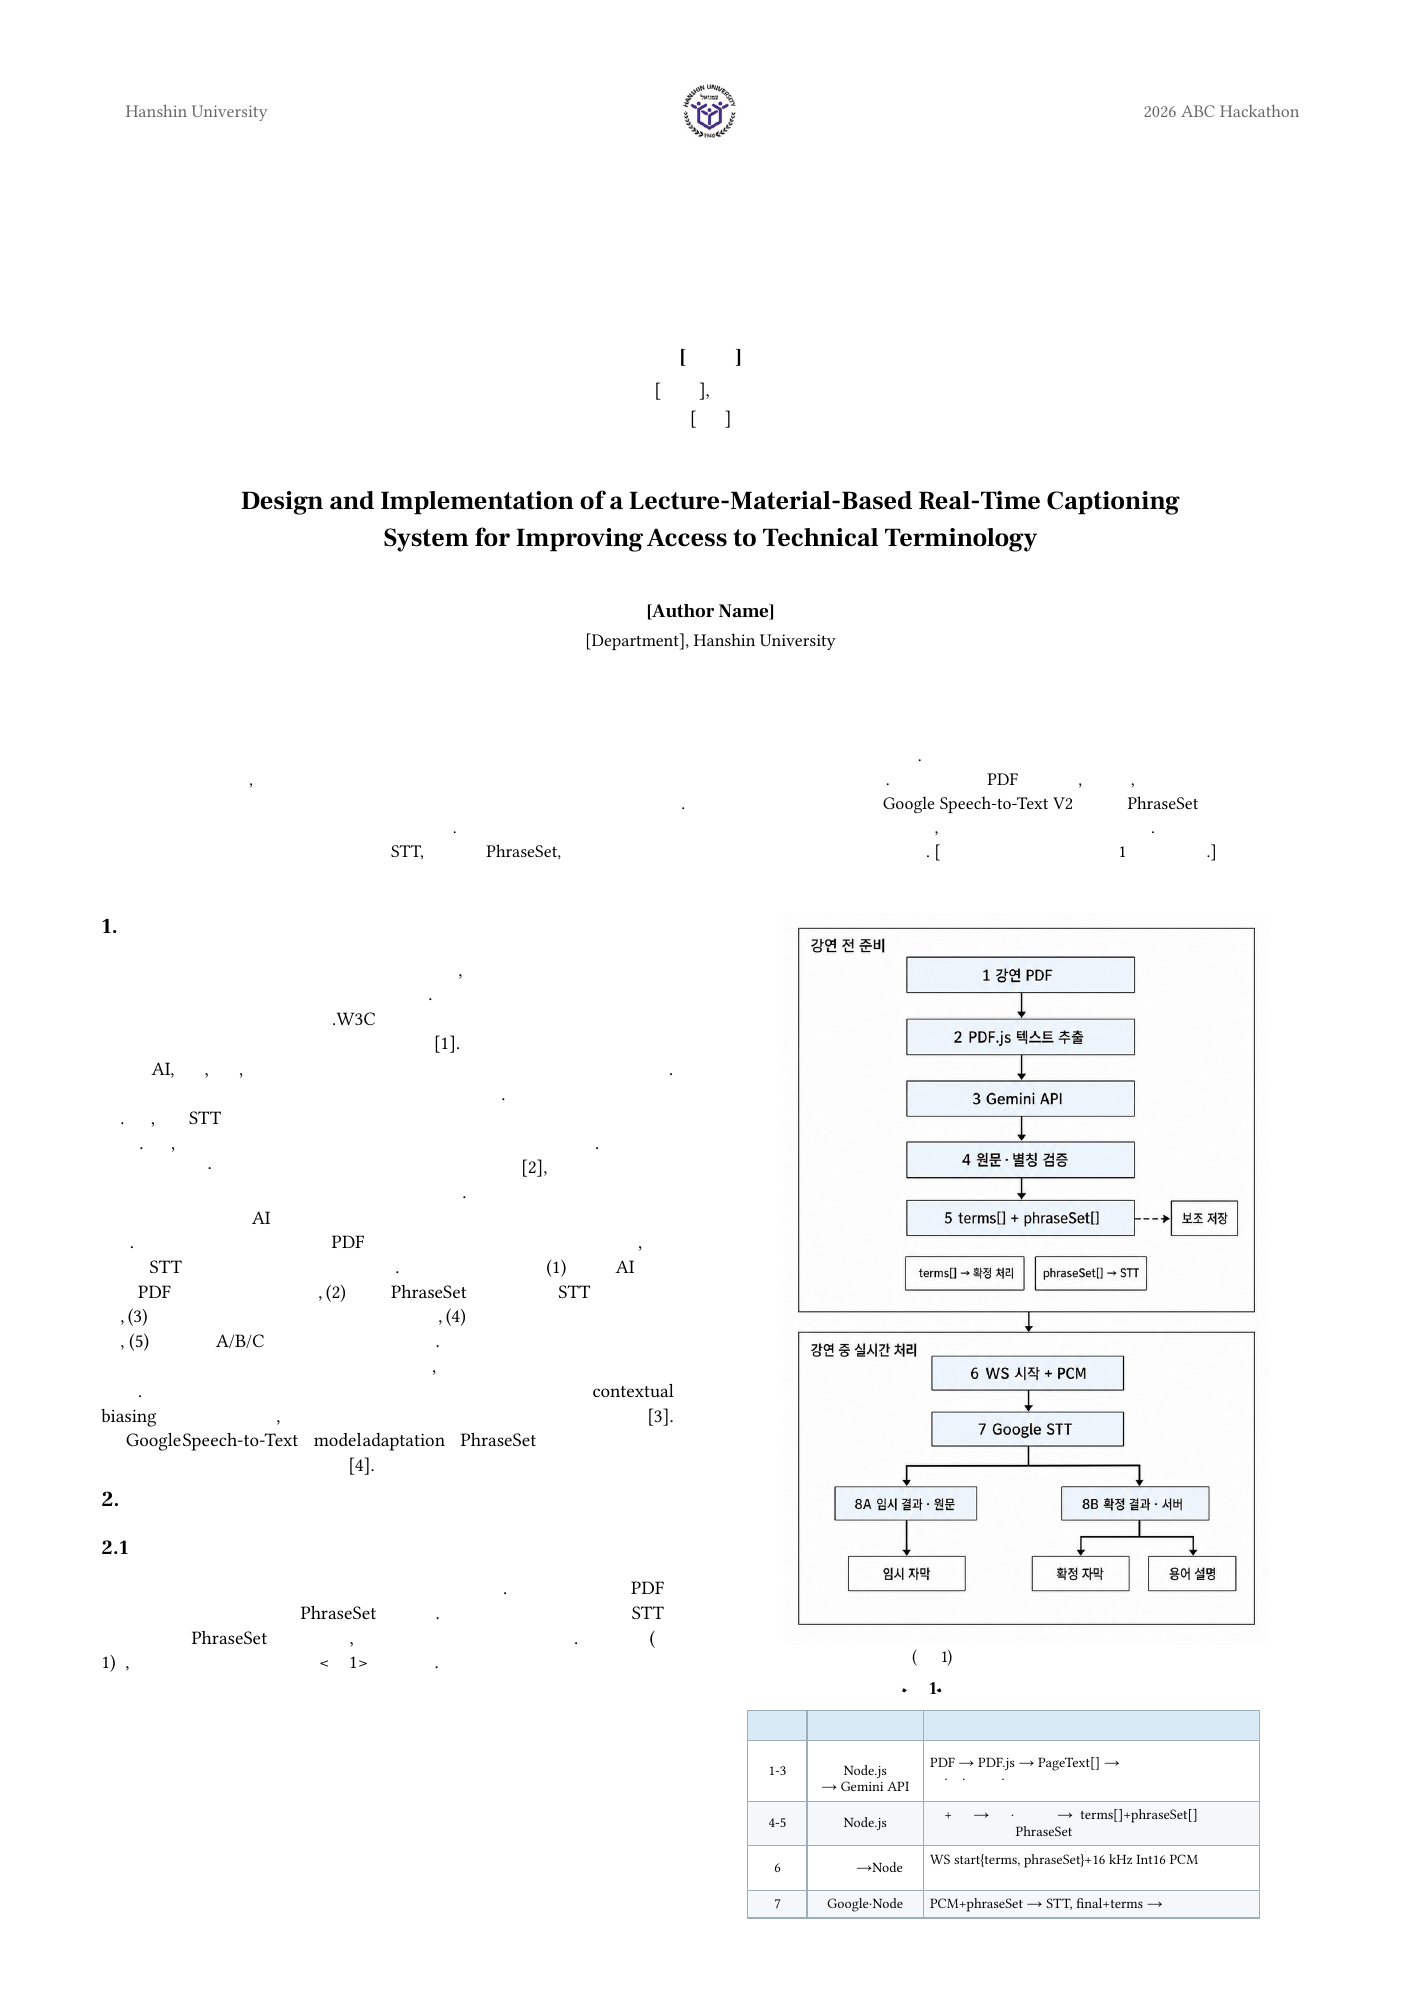 Hanshin University
HANSHIN UNIVERSITY
1940
2026 ABC Hackathon
[ ]
[ ],
[ ]
Design and Implementation of a Lecture-Material-Based Real-Time Captioning
System for Improving Access to Technical Terminology
[Author Name]
[Department], Hanshin University
.
, . PDF , ,
. Google Speech-to-Text V2 PhraseSet
. , .
STT, PhraseSet, . [ 1 .]
1.
,
.
.W3C
[1].
AI, , , .
.
. , STT
. , .
· [2],
.
AI
. PDF ,
STT . (1) AI
PDF , (2) PhraseSet STT
, (3) , (4)
, (5) A/B/C .
,
. contextual
biasing , [3].
Google Speech-to-Text model adaptation PhraseSet
[4].
2.
2.1
. PDF
PhraseSet . STT
PhraseSet , . (
1) , < 1> .
강연 전 준비
1 강연 PDF
2 PDF.js 텍스트 추출
3 Gemini API
4 원문 · 별칭 검증
5 terms[] + phraseSet[]
보조 저장
terms[] → 확정 처리
phraseSet[] → STT
강연 중 실시간 처리
6 WS 시작 + PCM
7 Google STT
8A 임시 결과 · 원문
8B 확정 결과 · 서버
임시 자막
확정 자막
용어 설명
( 1)
1
1-3
Node.js
→ Gemini API
PDF → PDF.js → PageText[] →
· · ·
4-5
Node.js
+ → · → terms[]+phraseSet[]
PhraseSet
6
→Node
WS start{terms, phraseSet}+16 kHz Int16 PCM
7
Google·Node
PCM+phraseSet → STT, final+terms →